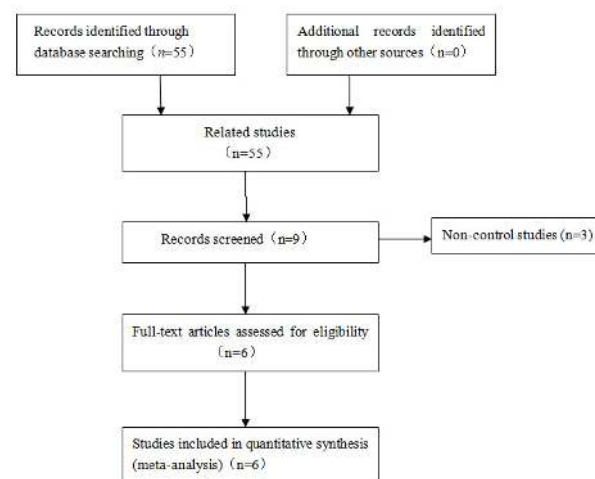 Records identified through
database searching (n=55)
Additional records identified
through other sources (n=0)
Related studies
(n=55)
Records screened (n=9)
Non-control studies (n=3)
Full-text articles assessed for eligibility
(n=6)
Studies included in quantitative synthesis
(meta-analysis) (n=6)